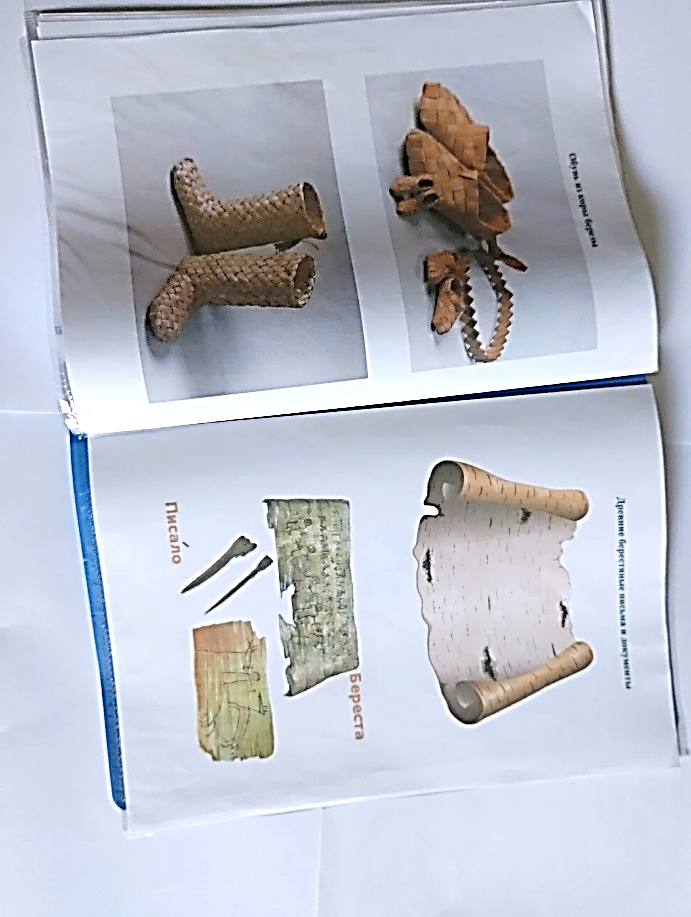 Обувь из коры березы
Древние берестяные письма и документы
Береста
Писа́ло